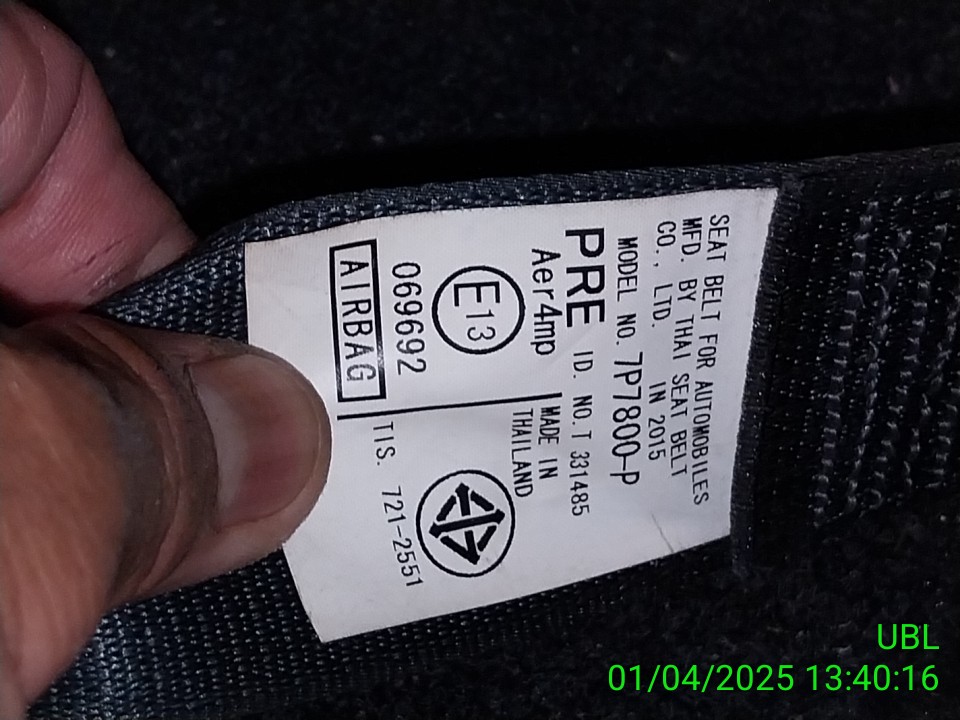 SEAT BELT FOR AUTOMOBILES
MFD. BY THAI SEAT BELT
CO., LTD. IN 2015
MODEL NO. 7P7800-P
PRE ID. NO.T 331485
Aer4mp
E13
069692
AIRBAG
MADE IN
THAILAND
TIS. 721-2551
UBL
01/04/2025 13:40:16